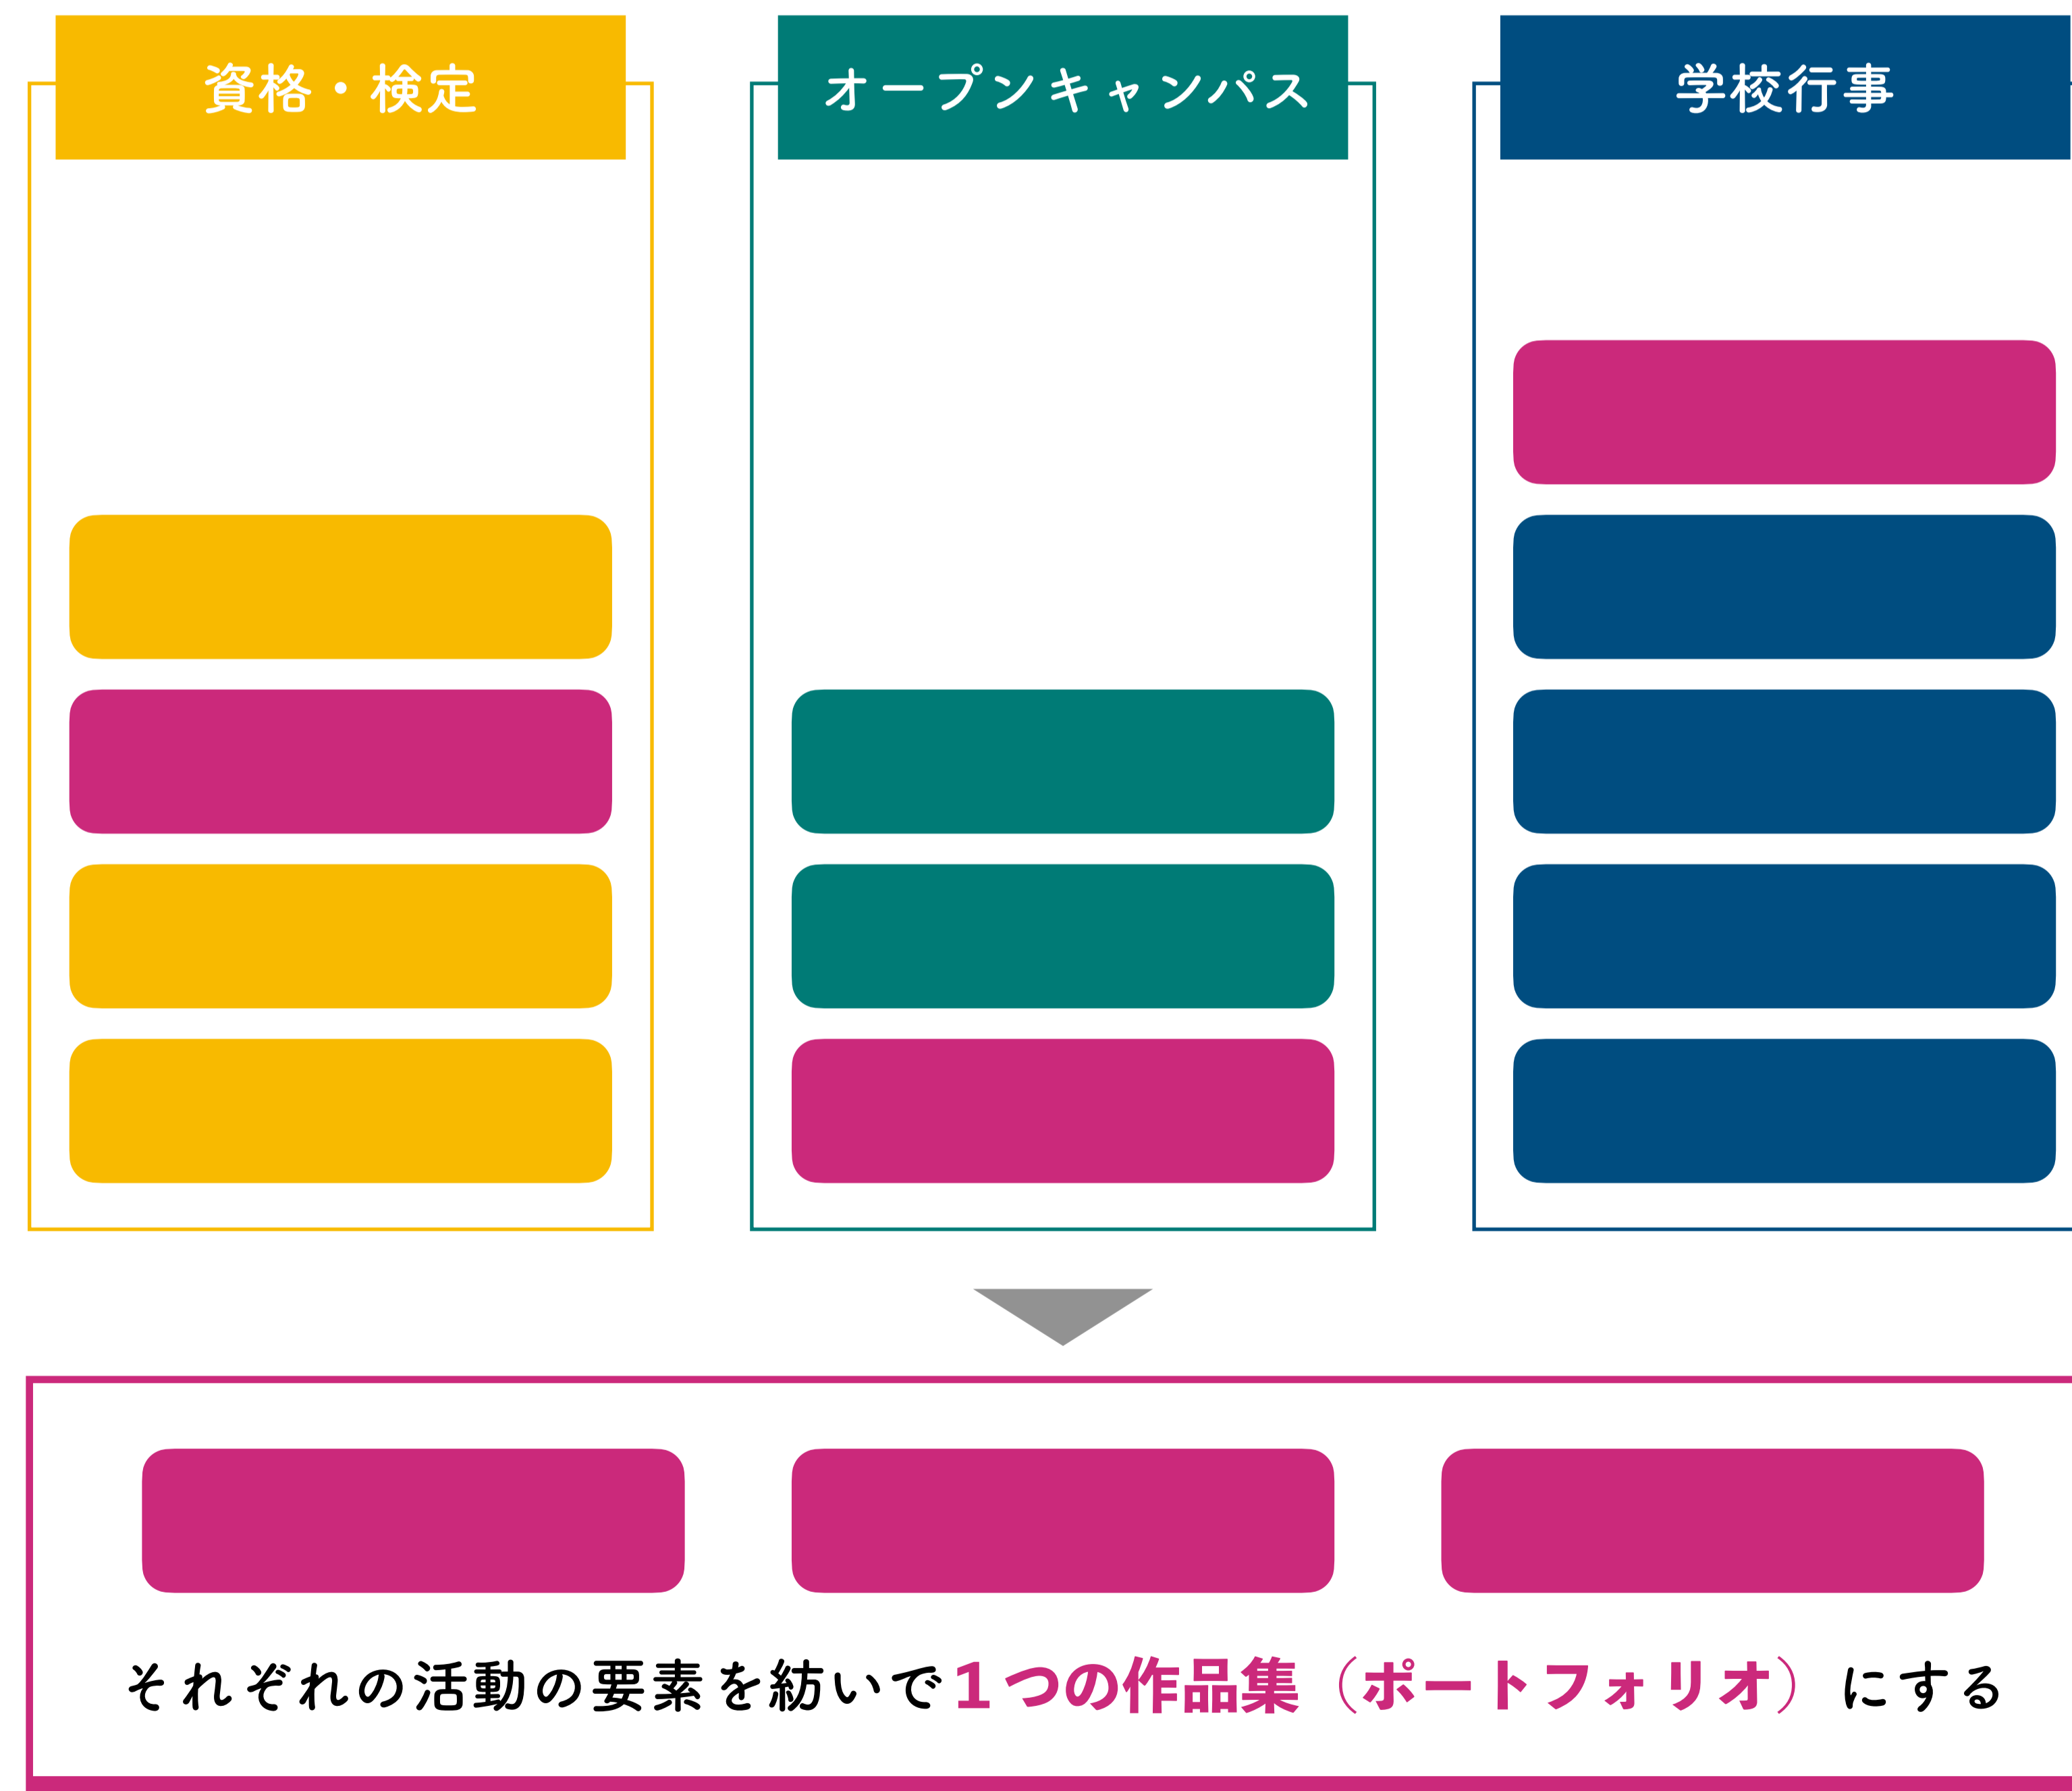 資格・検定
オープンキャンパス
学校行事
それぞれの活動の要素を絞いて1つの作品集(ポートフォリオ)にする